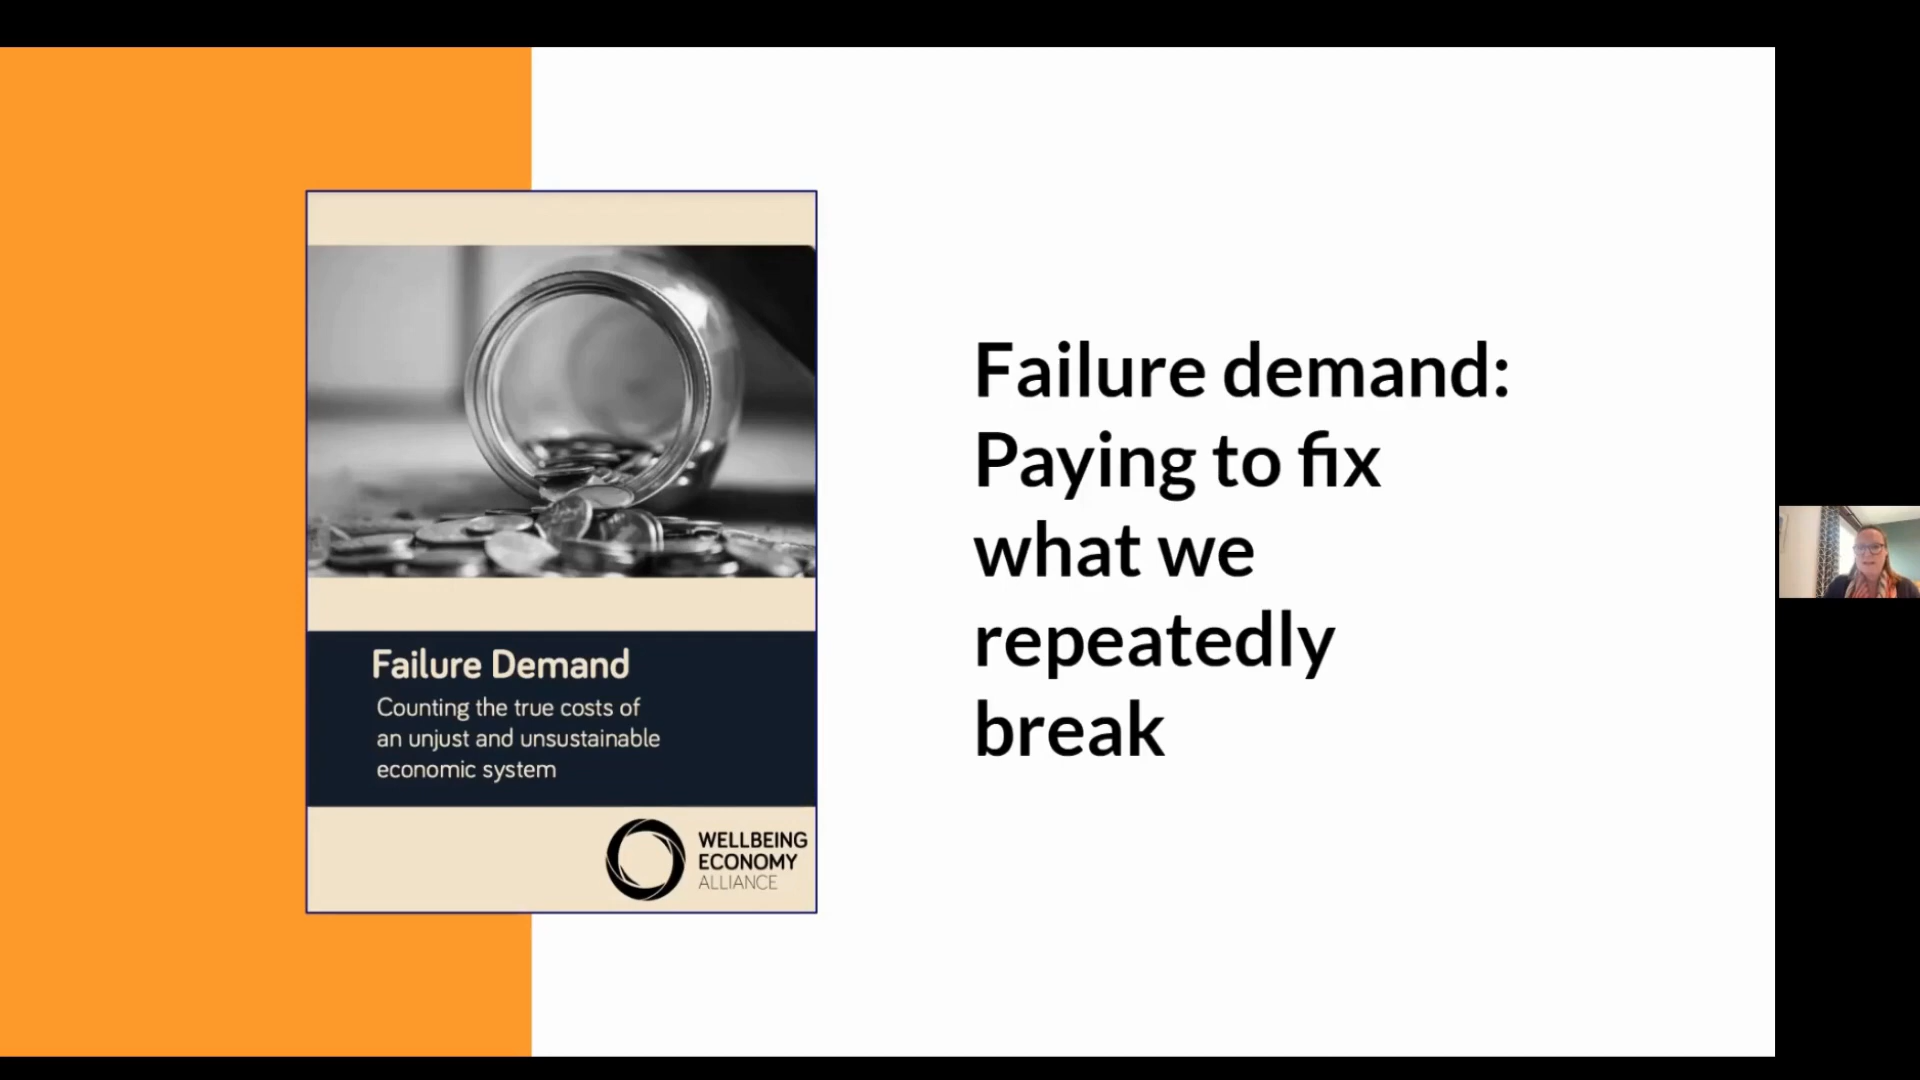 Failure Demand
Counting the true costs of
an unjust and unsustainable
economic system
WELLBEING
ECONOMY
ALLIANCE
Failure demand:
Paying to fix
what we
repeatedly
break